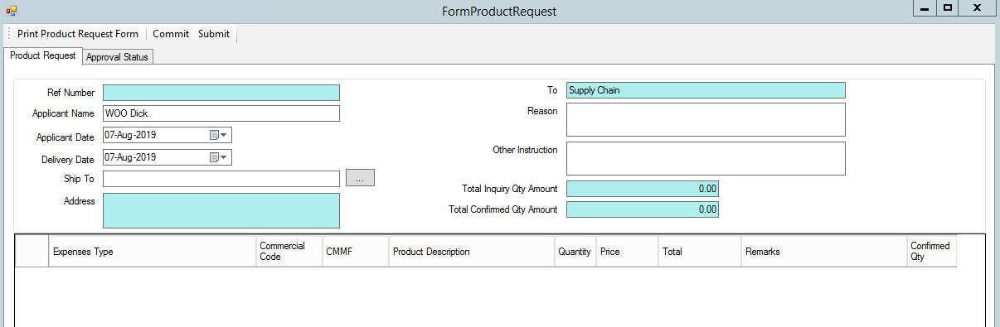 FormProductRequest
Print Product Request Form Commit Submit
Product Request Approval Status
Ref Number
Applicant Name WOO Dick
Applicant Date 07-Aug-2019
Delivery Date 07-Aug-2019
Ship To ...
Address
To Supply Chain
Reason
Other Instruction
Total Inquiry Qty Amount 0.00
Total Confirmed Qty Amount 0.00
Expenses Type Commercial Code CMMF Product Description Quantity Price Total Remarks Confirmed Qty